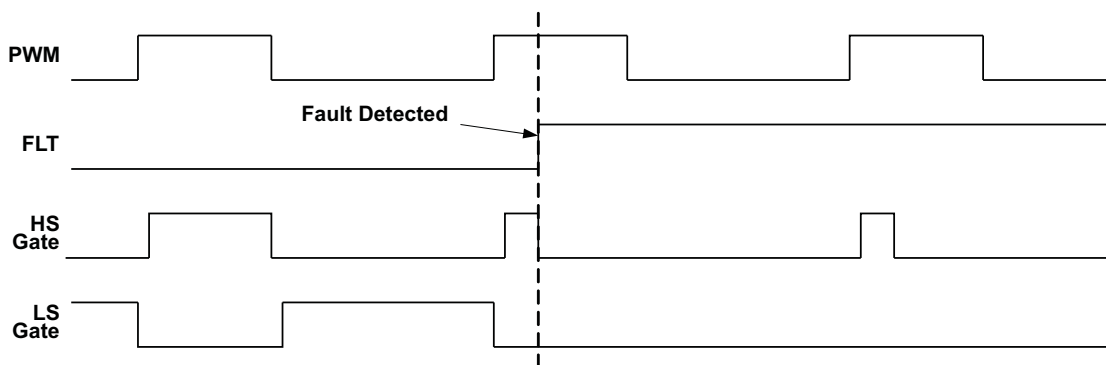 PWM
Fault Detected
FLT
HS
Gate
LS
Gate